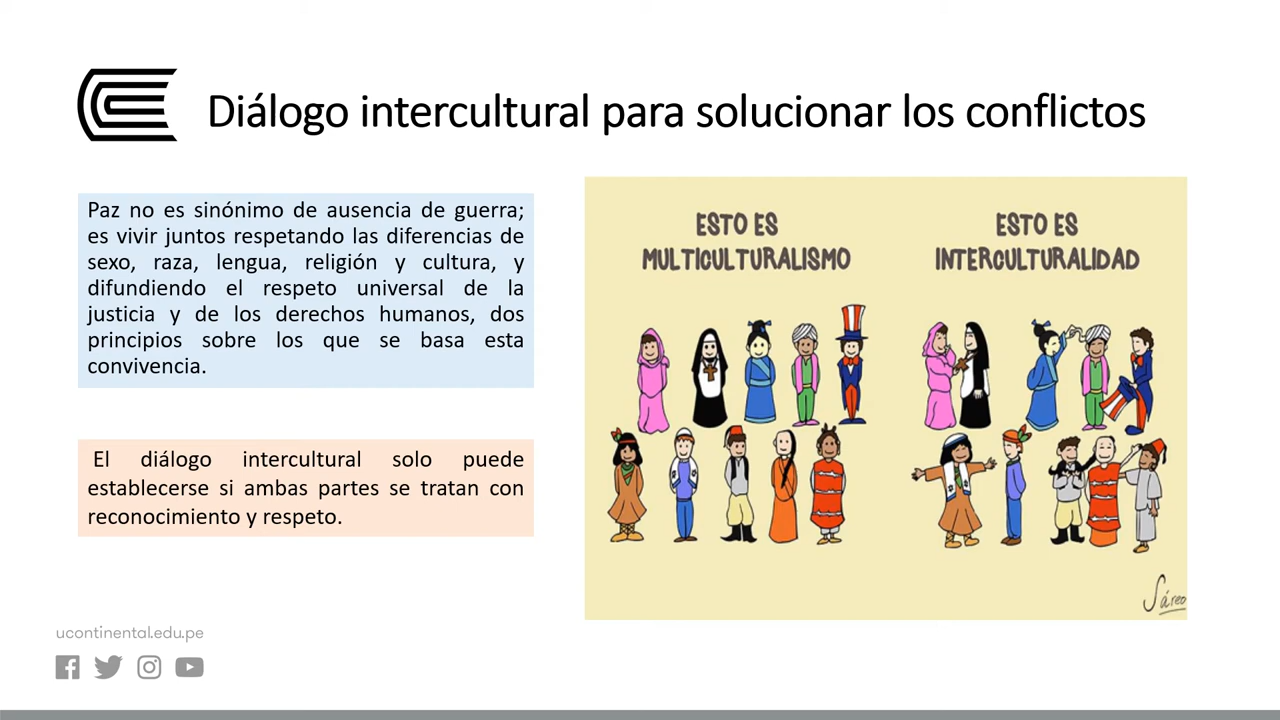 Diálogo intercultural para solucionar los conflictos
Paz no es sinónimo de ausencia de guerra;
es vivir juntos respetando las diferencias de
sexo, raza, lengua, religión y cultura, y
difundiendo el respeto universal de la
justicia y de los derechos humanos, dos
principios sobre los que se basa esta
convivencia.
El diálogo intercultural solo puede
establecerse si ambas partes se tratan con
reconocimiento y respeto.
ESTO ES
MULTICULTURALISMO
ESTO ES
INTERCULTURALIDAD
Sáreo
ucontinental.edu.pe